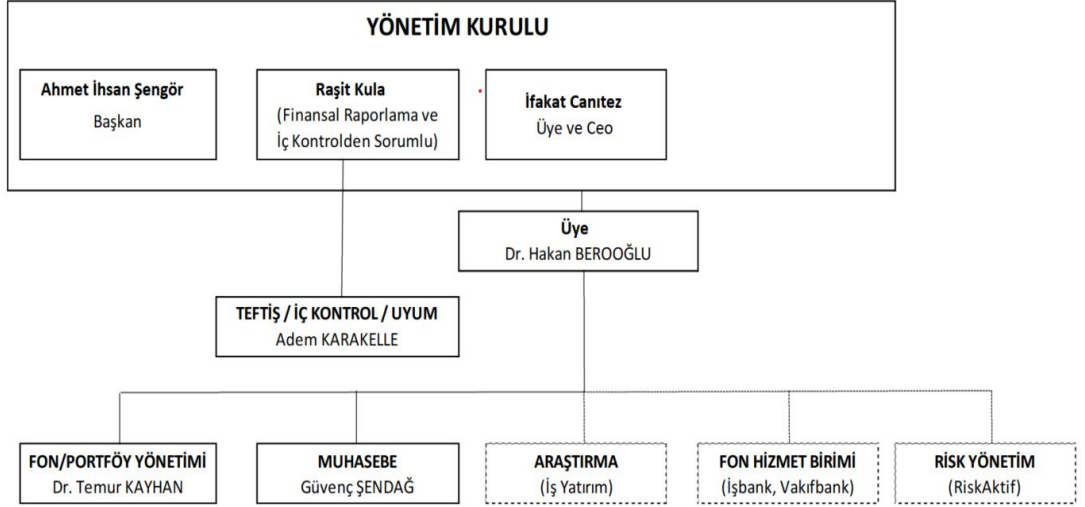 YÖNETİM KURULU
Ahmet İhsan Şengör
Başkan
Raşit Kula
(Finansal Raporlama ve
İç Kontrolden Sorumlu)
İfakat Canıtez
Üye ve Ceo
Üye
Dr. Hakan BEROOĞLU
TEFTİŞ / İÇ KONTROL / UYUM
Adem KARAKELLE
FON/PORTFÖY YÖNETİMİ
Dr. Temur KAYHAN
MUHASEBE
Güvenç ŞENDAĞ
ARAŞTIRMA
(İş Yatırım)
FON HİZMET BİRİMİ
(İşbank, Vakıfbank)
RİSK YÖNETİM
(RiskAktif)